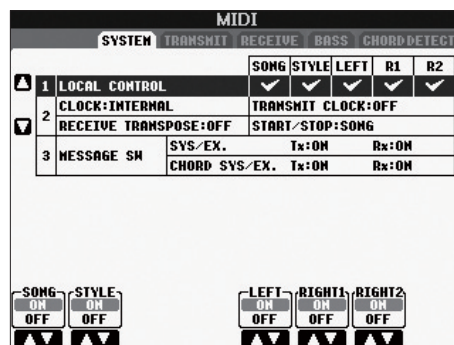 MIDI
SYSTEM TRANSMIT RECEIVE BASS CHORD DETECT
SONG STYLE LEFT R1 R2
1 LOCAL CONTROL
2 CLOCK:INTERNAL TRANSMIT CLOCK:OFF
RECEIVE TRANSPOSE:OFF START/STOP:SONG
3 MESSAGE SW SYS/EX. Tx:ON Rx:ON
CHORD SYS/EX. Tx:ON Rx:ON
SONG STYLE LEFT RIGHT1 RIGHT2
ON ON ON ON ON
OFF OFF OFF OFF OFF